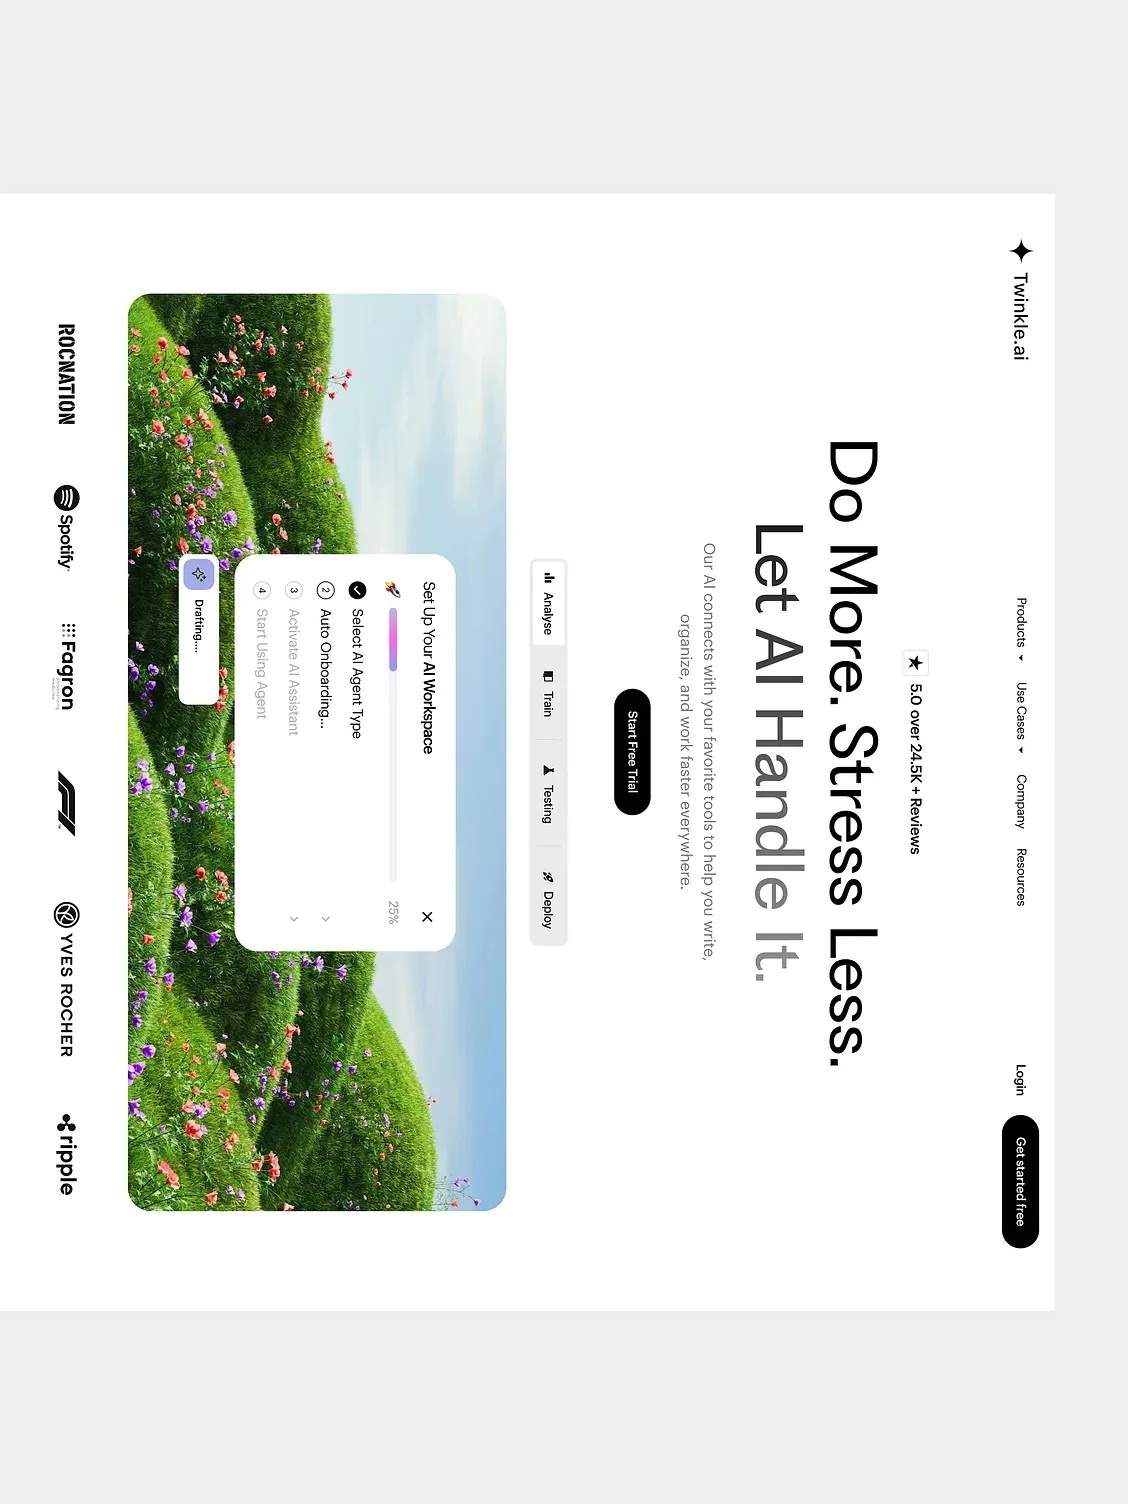 Twinkle.ai
Products
Use Cases
Company
Resources
Login
Get started free
5.0 over 24.5K+ Reviews
Do More. Stress Less.
Let AI Handle It.
Our AI connects with your favorite tools to help you write,
organize, and work faster everywhere.
Start Free Trial
Analyse
Train
Testing
Deploy
Set Up Your AI Workspace
25%
Select AI Agent Type
2 Auto Onboarding...
3 Activate AI Assistant
4 Start Using Agent
Drafting....
ROCNATION
Spotify
Fagron
F1
YVES ROCHER
ripple